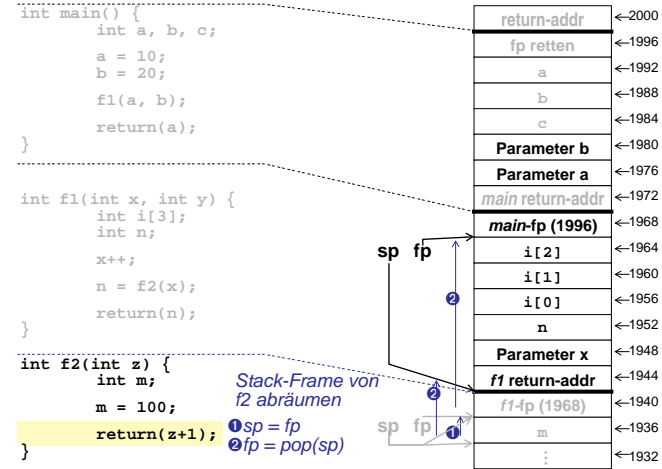 int main() {
int a, b, c;
a = 10;
b = 20;
f1(a, b);
return(a);
}
int f1(int x, int y) {
int i[3];
int n;
x++;
n = f2(x);
return(n);
}
int f2(int z) {
int m;
m = 100;
return(z+1);
}
Stack-Frame von
f2 abräumen
❶sp = fp
❷fp = pop(sp)
sp fp
❷
❷
sp fp
❶
return-addr 2000
fp retten 1996
a 1992
b 1988
c 1984
Parameter b 1980
Parameter a 1976
main return-addr 1972
main-fp (1996) 1968
i[2] 1964
i[1] 1960
i[0] 1956
n 1952
Parameter x 1948
f1 return-addr 1944
f1-fp (1968) 1940
m 1936
⋮ 1932